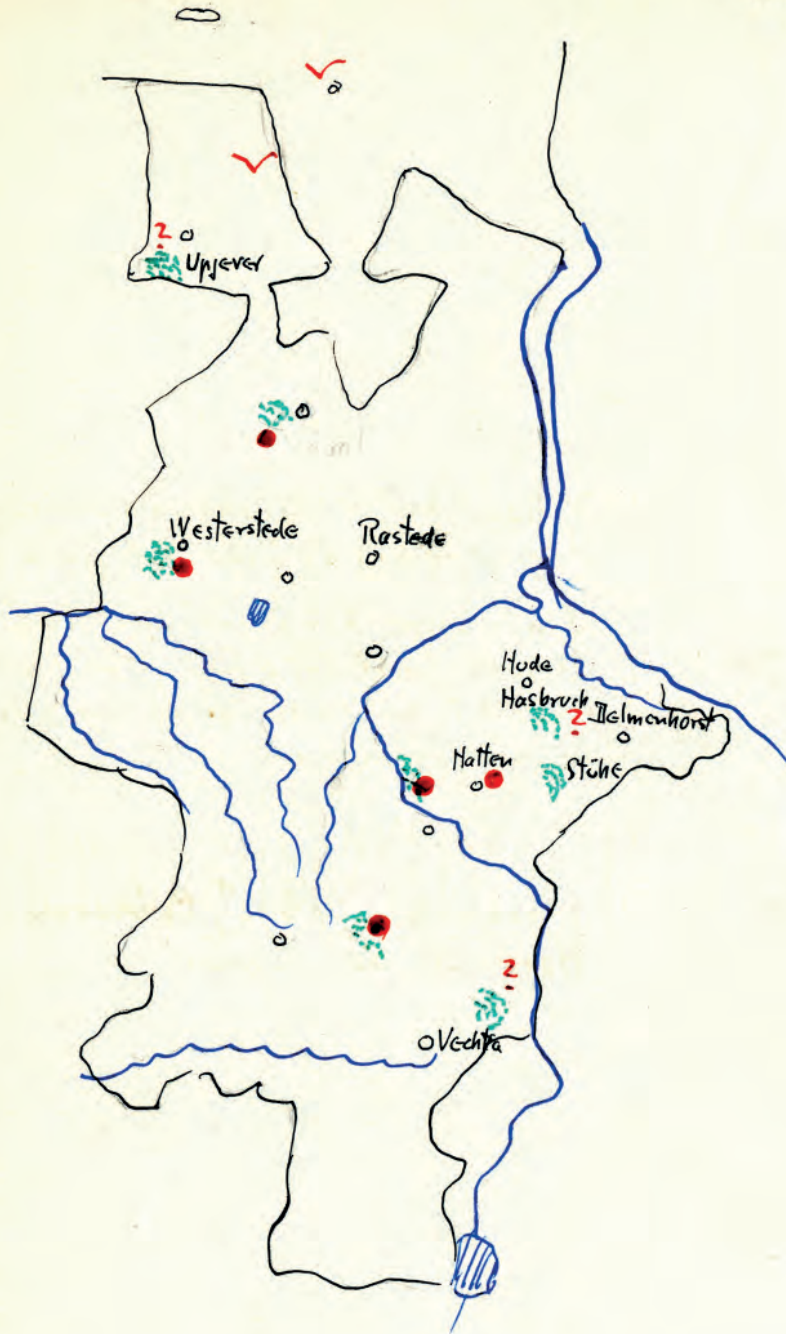 ?
Upjever
Westerstede
Rastede
Hude
Hasbruch
?
Delmenhorst
Hatten
Stühe
?
Vechta